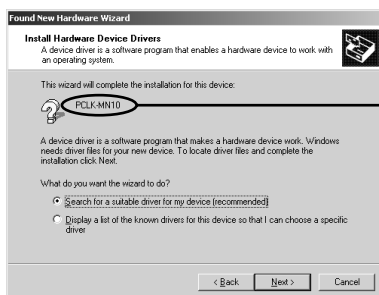 Found New Hardware Wizard
Install Hardware Device Drivers
A device driver is a software program that enables a hardware device to work with
an operating system.
This wizard will complete the installation for this device:
PCLK-MN10
A device driver is a software program that makes a hardware device work. Windows
needs driver files for your new device. To locate driver files and complete the
installation click Next.
What do you want the wizard to do?
Search for a suitable driver for my device (recommended)
Display a list of the known drivers for this device so that I can choose a specific
driver
< Back Next > Cancel